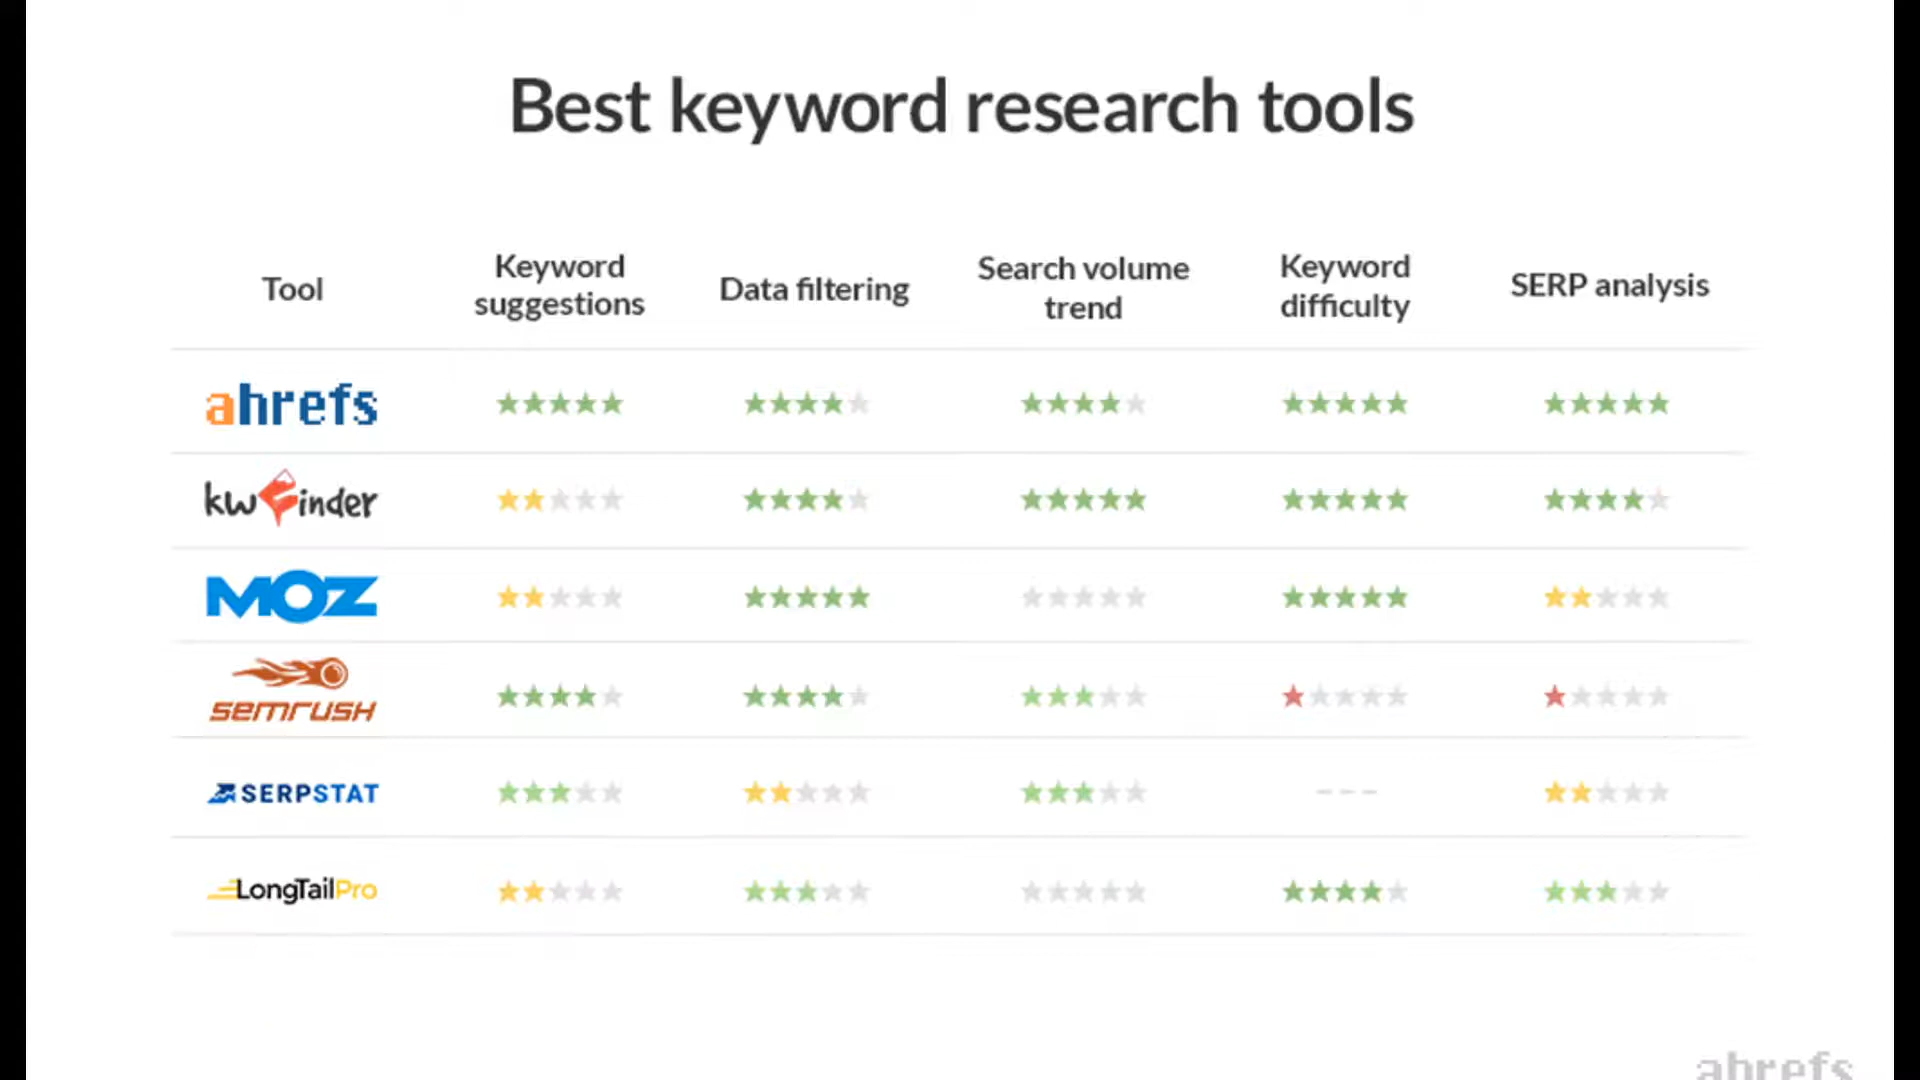 Best keyword research tools
Tool
Keyword
suggestions
Data filtering
Search volume
trend
Keyword
difficulty
SERP analysis
ahrefs
kwfinder
MOZ
semrush
SERPSTAT
---
LongTailPro
ahrefs